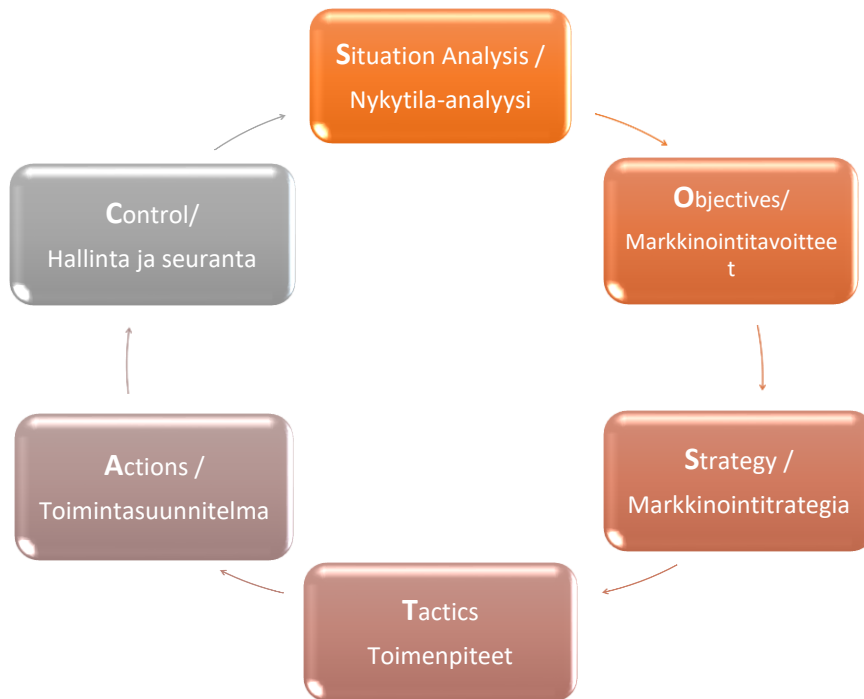 Situation Analysis /
Nykytila-analyysi
Objectives/
Markkinointitavoittee
t
Strategy /
Markkinointitrategia
Tactics
Toimenpiteet
Actions /
Toimintasuunnitelma
Control/
Hallinta ja seuranta